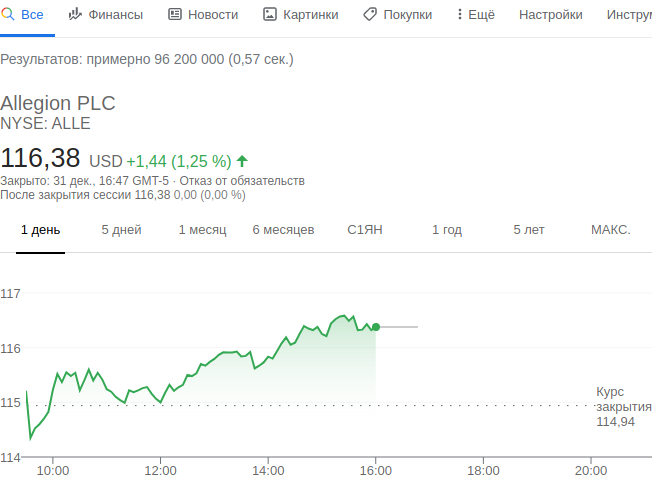 Все Финансы Новости Картинки Покупки Ещё Настройки
Результатов: примерно 96 200 000 (0,57 сек.)
Allegion PLC
NYSE: ALLE
116,38 USD +1,44 (1,25 %)
Закрыто: 31 дек., 16:47 GMT-5 · Отказ от обязательств
После закрытия сессии 116,38 0,00 (0,00 %)
1 день 5 дней 1 месяц 6 месяцев С1ЯН 1 год 5 лет МАКС.
117
116
115
Курс
закрытия
114,94
114
10:00 12:00 14:00 16:00 18:00 20:00